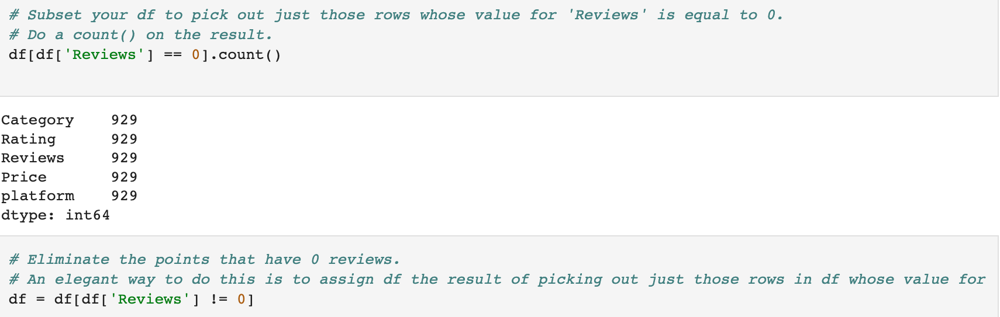 # Subset your df to pick out just those rows whose value for 'Reviews' is equal to 0.
# Do a count() on the result.
df[df['Reviews'] == 0].count()
Category    929
Rating      929
Reviews     929
Price       929
platform    929
dtype: int64
# Eliminate the points that have 0 reviews.
# An elegant way to do this is to assign df the result of picking out just those rows in df whose value for
df = df[df['Reviews'] != 0]